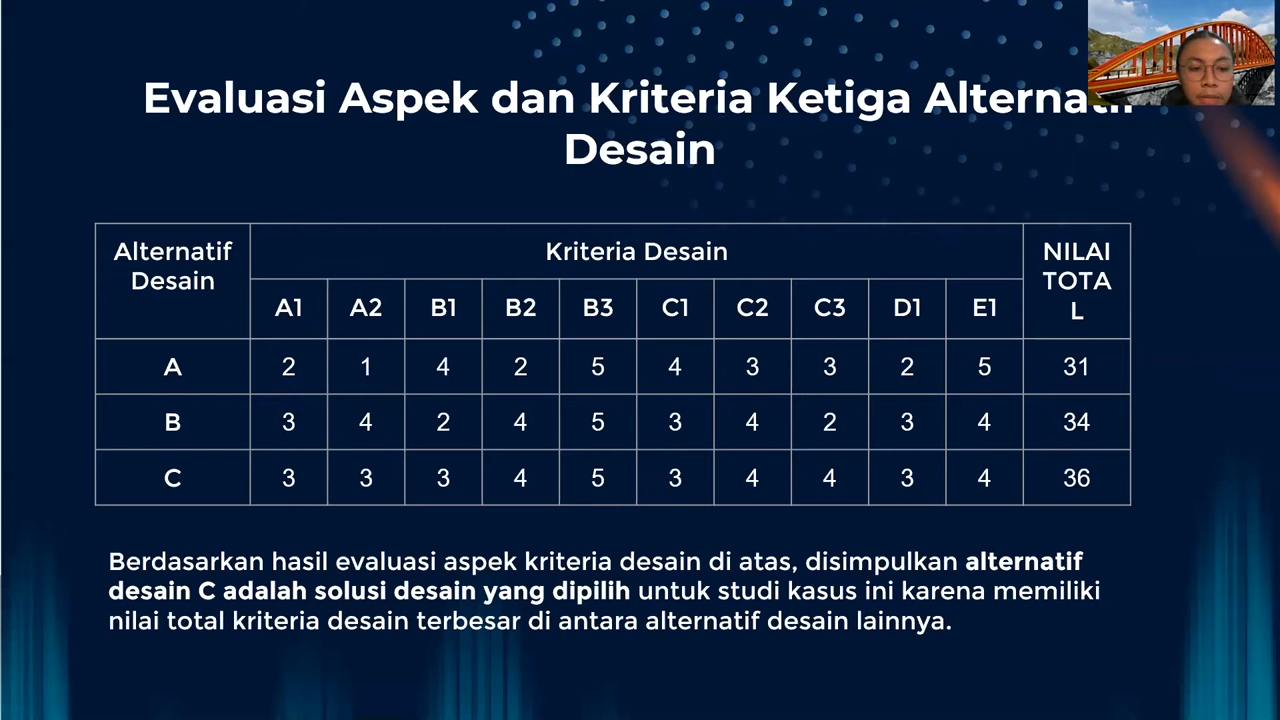 Evaluasi Aspek dan Kriteria Ketiga Alternatif
Desain
Alternatif
Desain
Kriteria Desain
NILAI
TOTA
L
A1 A2 B1 B2 B3 C1 C2 C3 D1 E1
A 2 1 4 2 5 4 3 3 2 5 31
B 3 4 2 4 5 3 4 2 3 4 34
C 3 3 3 4 5 3 4 4 3 4 36
Berdasarkan hasil evaluasi aspek kriteria desain di atas, disimpulkan alternatif
desain C adalah solusi desain yang dipilih untuk studi kasus ini karena memiliki
nilai total kriteria desain terbesar di antara alternatif desain lainnya.